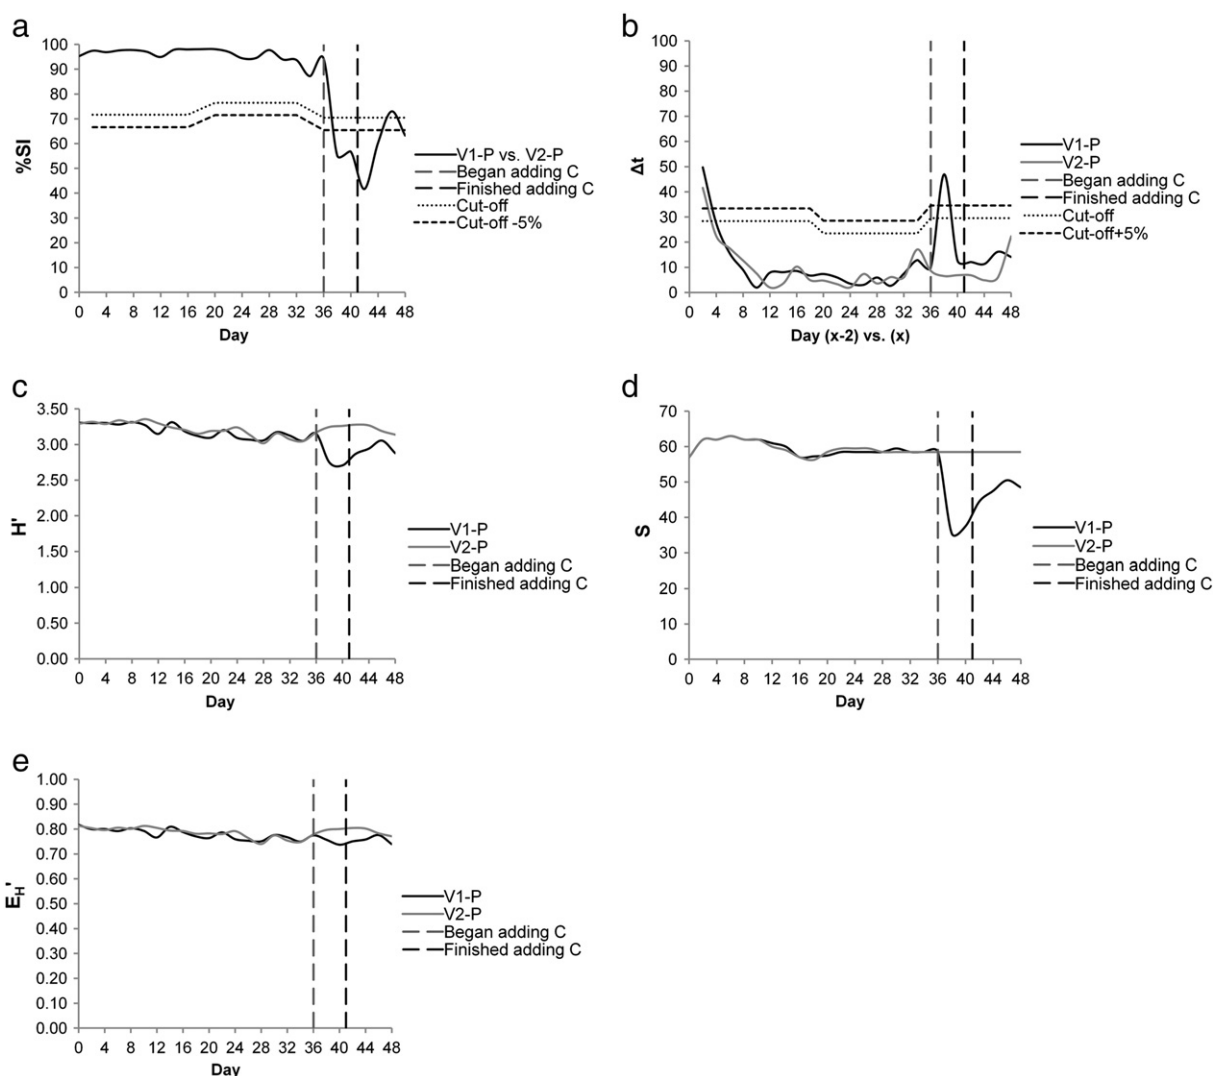 a
100
90
80
70
60
50
40
30
20
10
0
%SI
0 4 8 12 16 20 24 28 32 36 40 44 48
Day
V1-P vs. V2-P
Began adding C
Finished adding C
Cut-off
Cut-off -5%
b
100
90
80
70
60
50
40
30
20
10
0
Δt
0 4 8 12 16 20 24 28 32 36 40 44 48
Day (x-2) vs. (x)
V1-P
V2-P
Began adding C
Finished adding C
Cut-off
Cut-off+5%
c
3.50
3.00
2.50
2.00
1.50
1.00
0.50
0.00
H'
0 4 8 12 16 20 24 28 32 36 40 44 48
Day
V1-P
V2-P
Began adding C
Finished adding C
d
70
60
50
40
30
20
10
0
S
0 4 8 12 16 20 24 28 32 36 40 44 48
Day
V1-P
V2-P
Began adding C
Finished adding C
e
1.00
0.90
0.80
0.70
0.60
0.50
0.40
0.30
0.20
0.10
0.00
EH'
0 4 8 12 16 20 24 28 32 36 40 44 48
Day
V1-P
V2-P
Began adding C
Finished adding C